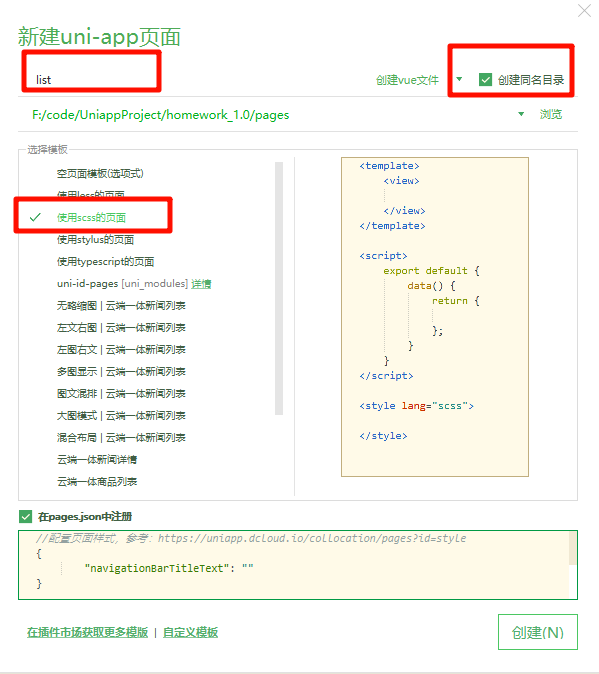 新建uni-app页面
list 创建vue文件 创建同名目录
F:/code/UniappProject/homework_1.0/pages 浏览
选择模板
空页面模板(选项式)
使用less的页面
使用scss的页面
使用stylus的页面
使用typescript的页面
uni-id-pages [uni_modules] 详情
无略缩图 | 云端一体新闻列表
左文右图 | 云端一体新闻列表
左图右文 | 云端一体新闻列表
多图显示 | 云端一体新闻列表
图文混排 | 云端一体新闻列表
大图模式 | 云端一体新闻列表
混合布局 | 云端一体新闻列表
云端一体新闻详情
云端一体商品列表
<template>
<view>
</view>
</template>
<script>
export default {
data() {
return {
};
}
}
</script>
<style lang="scss">
</style>
在pages.json中注册
//配置页面样式，参考：https://uniapp.dcloud.io/collocation/pages?id=style
{
"navigationBarTitleText": ""
}
在插件市场获取更多模版 | 自定义模板
创建(N)